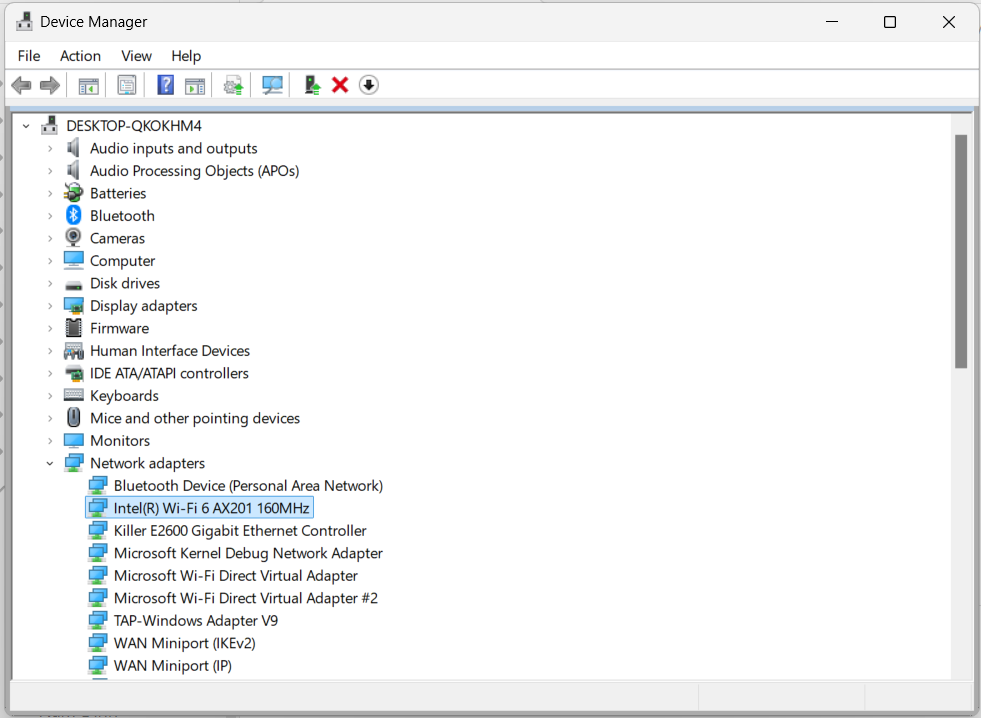 Device Manager
File Action View Help
DESKTOP-QKOKHM4
Audio inputs and outputs
Audio Processing Objects (APOs)
Batteries
Bluetooth
Cameras
Computer
Disk drives
Display adapters
Firmware
Human Interface Devices
IDE ATA/ATAPI controllers
Keyboards
Mice and other pointing devices
Monitors
Network adapters
Bluetooth Device (Personal Area Network)
Intel(R) Wi-Fi 6 AX201 160MHz
Killer E2600 Gigabit Ethernet Controller
Microsoft Kernel Debug Network Adapter
Microsoft Wi-Fi Direct Virtual Adapter
Microsoft Wi-Fi Direct Virtual Adapter #2
TAP-Windows Adapter V9
WAN Miniport (IKEv2)
WAN Miniport (IP)